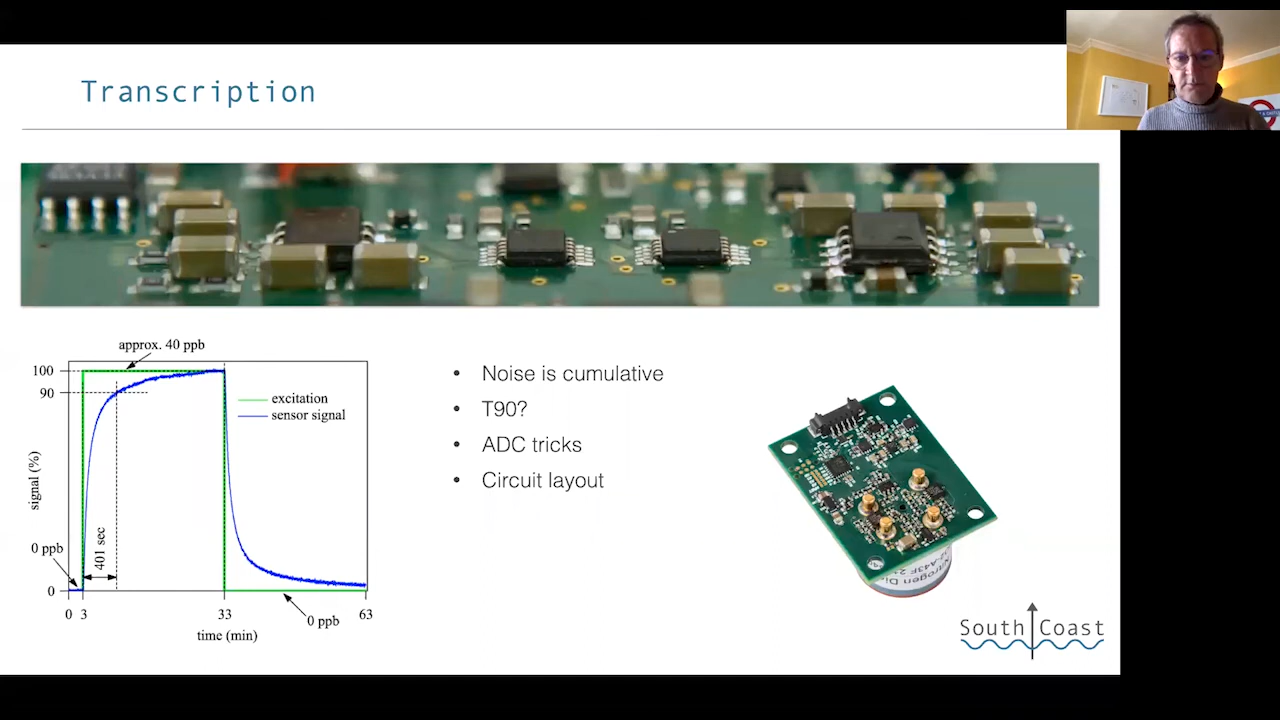 Transcription
approx. 40 ppb
100
90
excitation
sensor signal
signal (%)
401 sec
0 ppb
0
0 3 33 63
0 ppb
time (min)
• Noise is cumulative
• T90?
• ADC tricks
• Circuit layout
South Coast